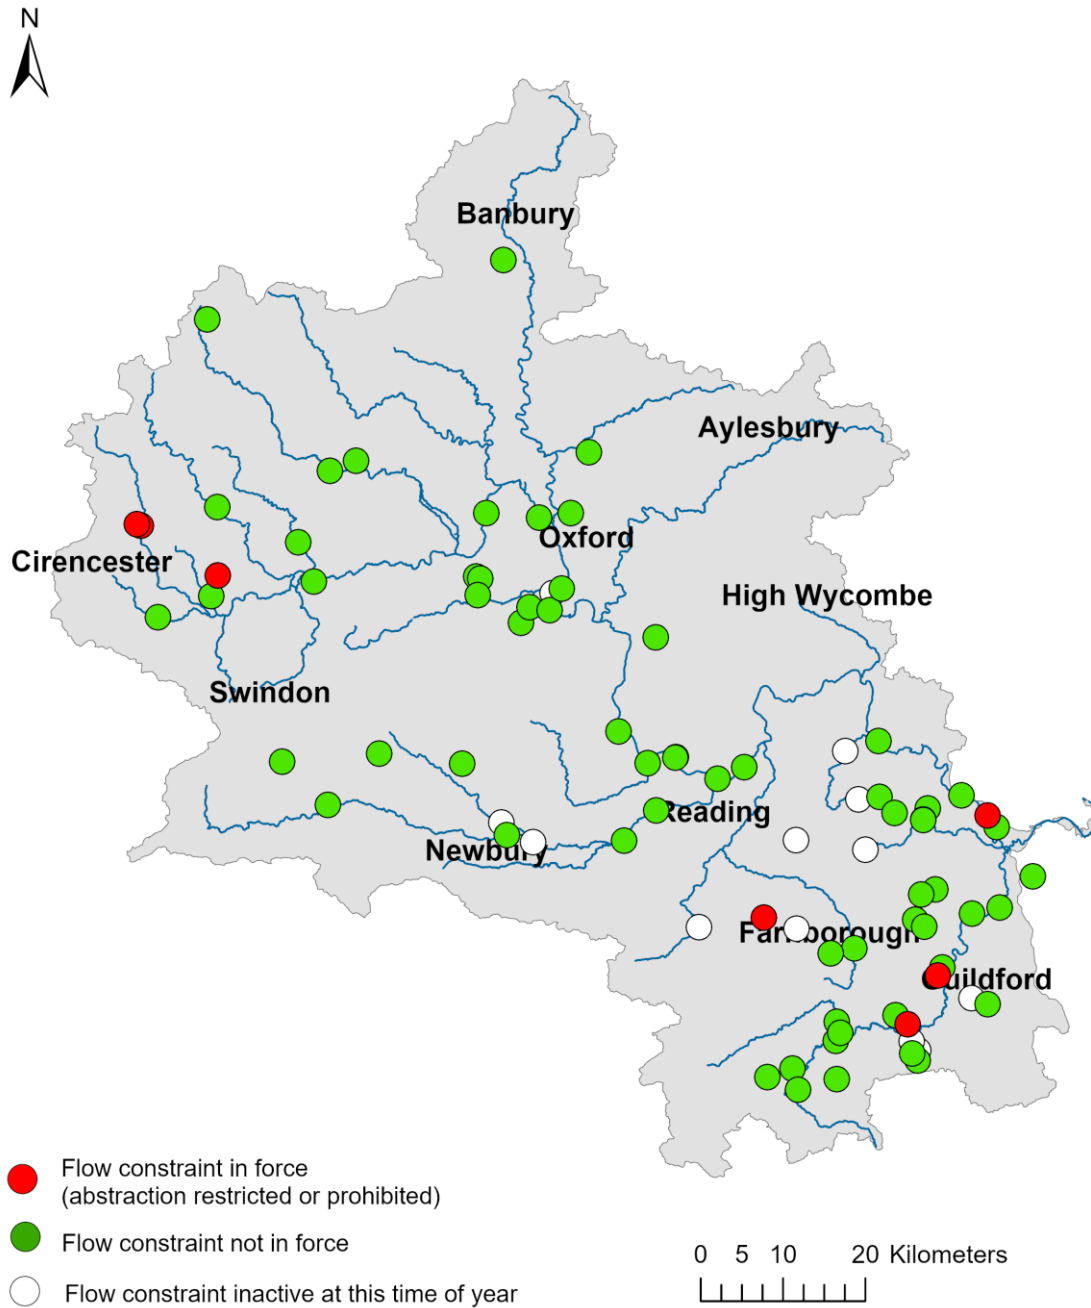 N
Banbury
Aylesbury
Oxford
Cirencester
High Wycombe
Swindon
Reading
Newbury
Farnborough
Guildford
Flow constraint in force
(abstraction restricted or prohibited)
Flow constraint not in force
0 5 10 20 Kilometers
Flow constraint inactive at this time of year